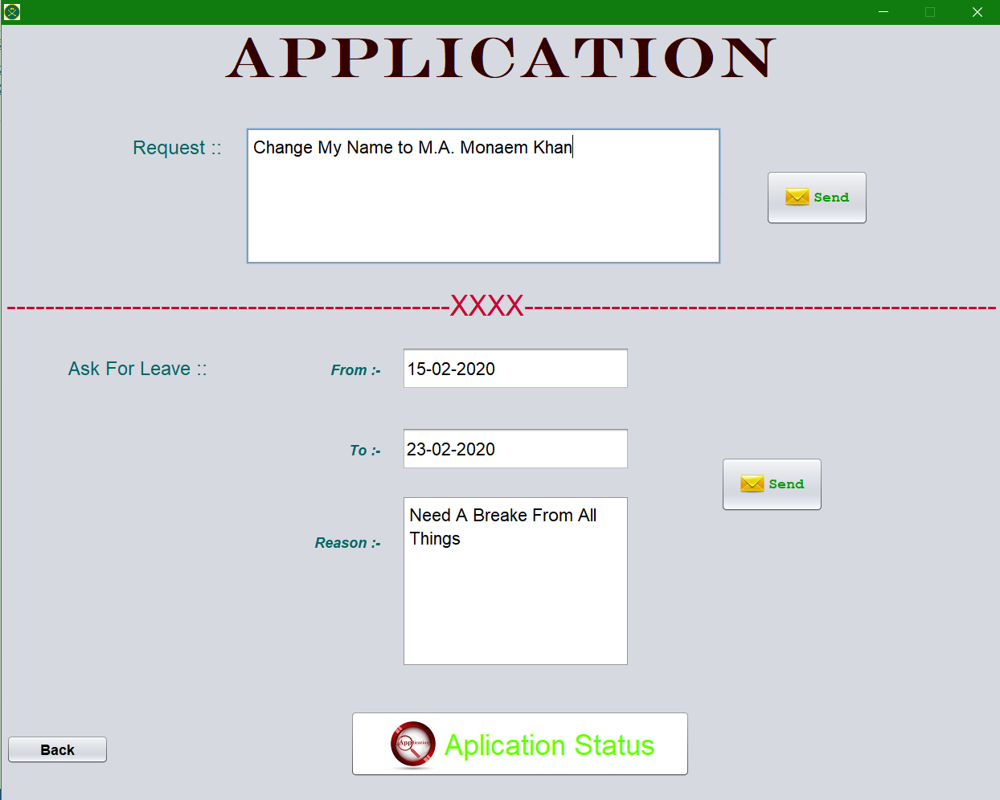 APPLICATION
Request ::
Change My Name to M.A. Monaem Khan
Send
-------------------------------------------------------XXXX-----------------------------------------------------------
Ask For Leave ::
From :-
15-02-2020
To :-
23-02-2020
Send
Reason :-
Need A Breake From All
Things
Application
Aplication Status
Back